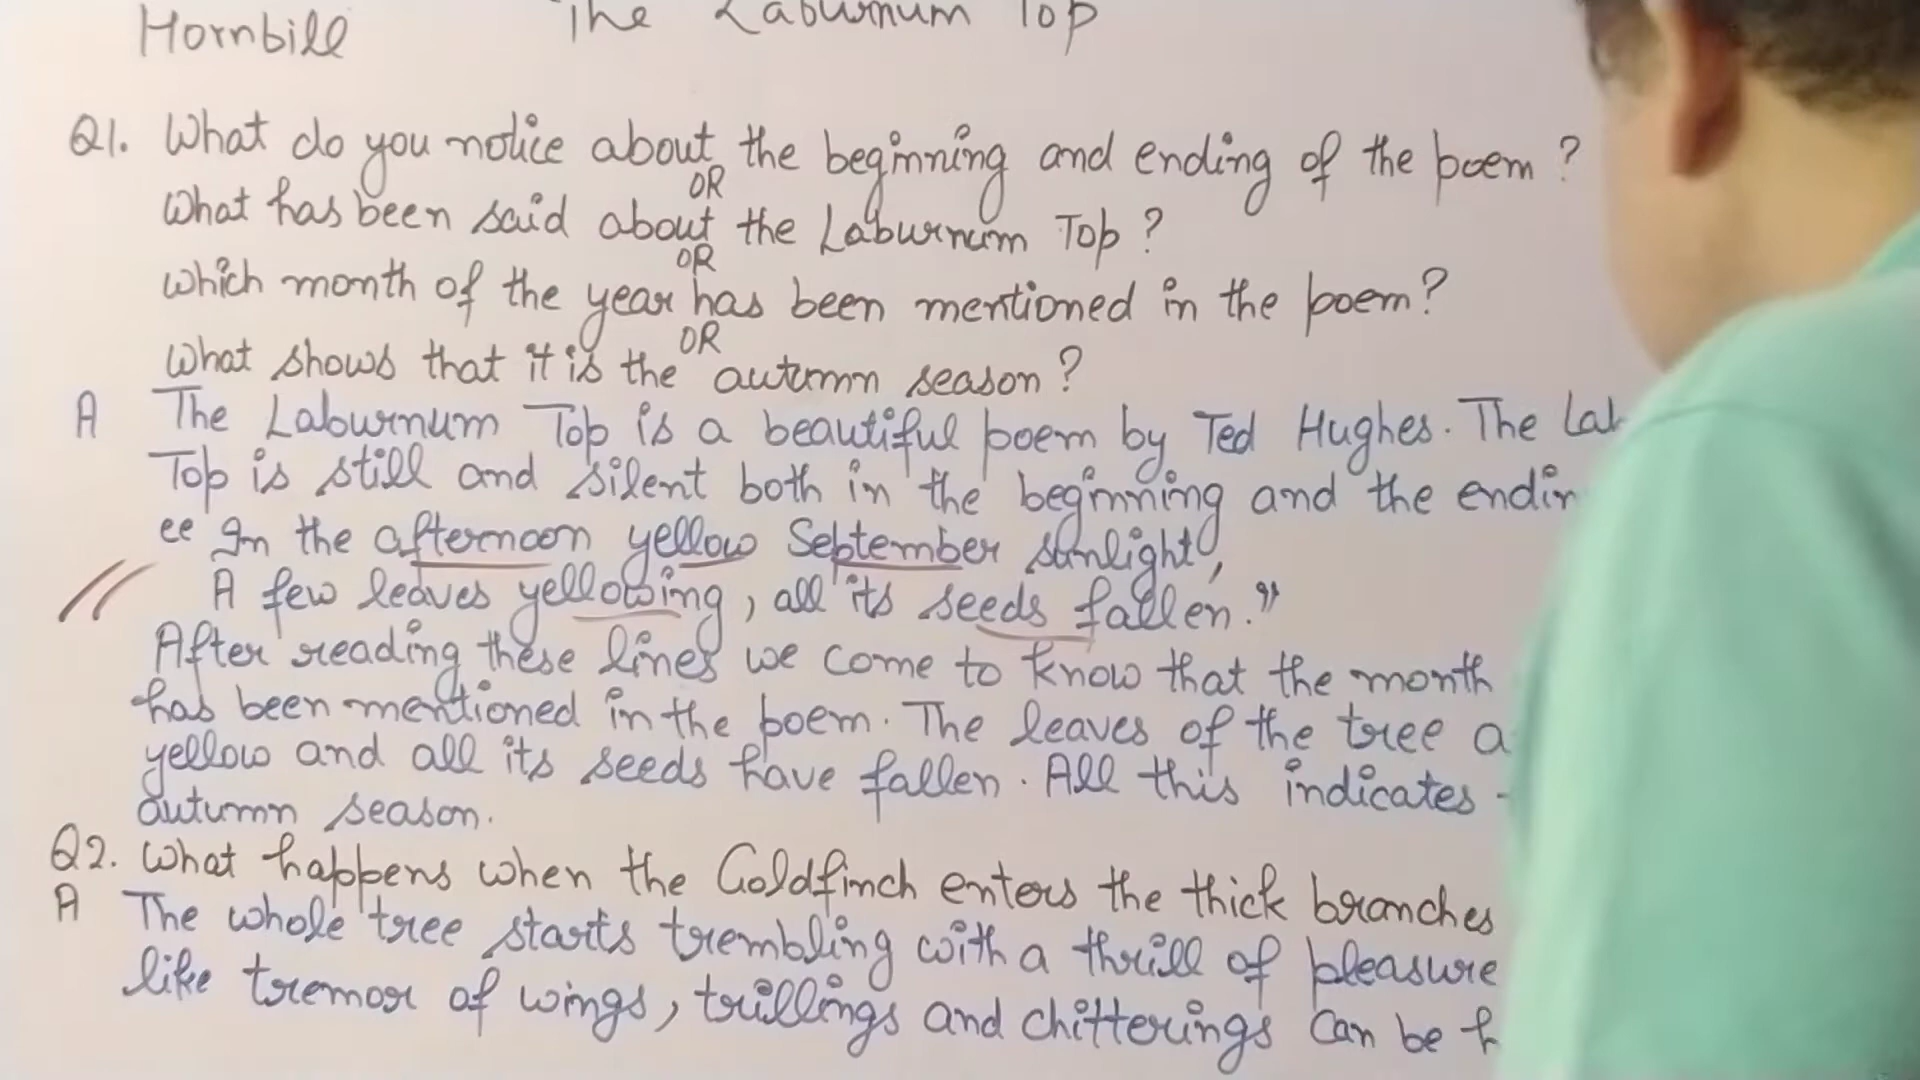 Hornbill The Laburnum Top
Q1. What do you notice about the beginning and ending of the poem?
OR
What has been said about the Laburnum Top?
OR
Which month of the year has been mentioned in the poem?
OR
What shows that it is the autumn season?
A The Laburnum Top is a beautiful poem by Ted Hughes. The
Top is still and silent both in the beginning and the
"In the afternoon yellow September sunlight,
A few leaves yellowing, all its seeds fallen."
After reading these lines we come to know that the month
has been mentioned in the poem. The leaves of the tree
yellow and all its seeds have fallen. All this indicates
autumn season.
Q2. What happens when the Goldfinch enters the thick branches
A The whole tree starts trembling with a thrill of pleasure
like tremor of wings, trillings and chitterings can be